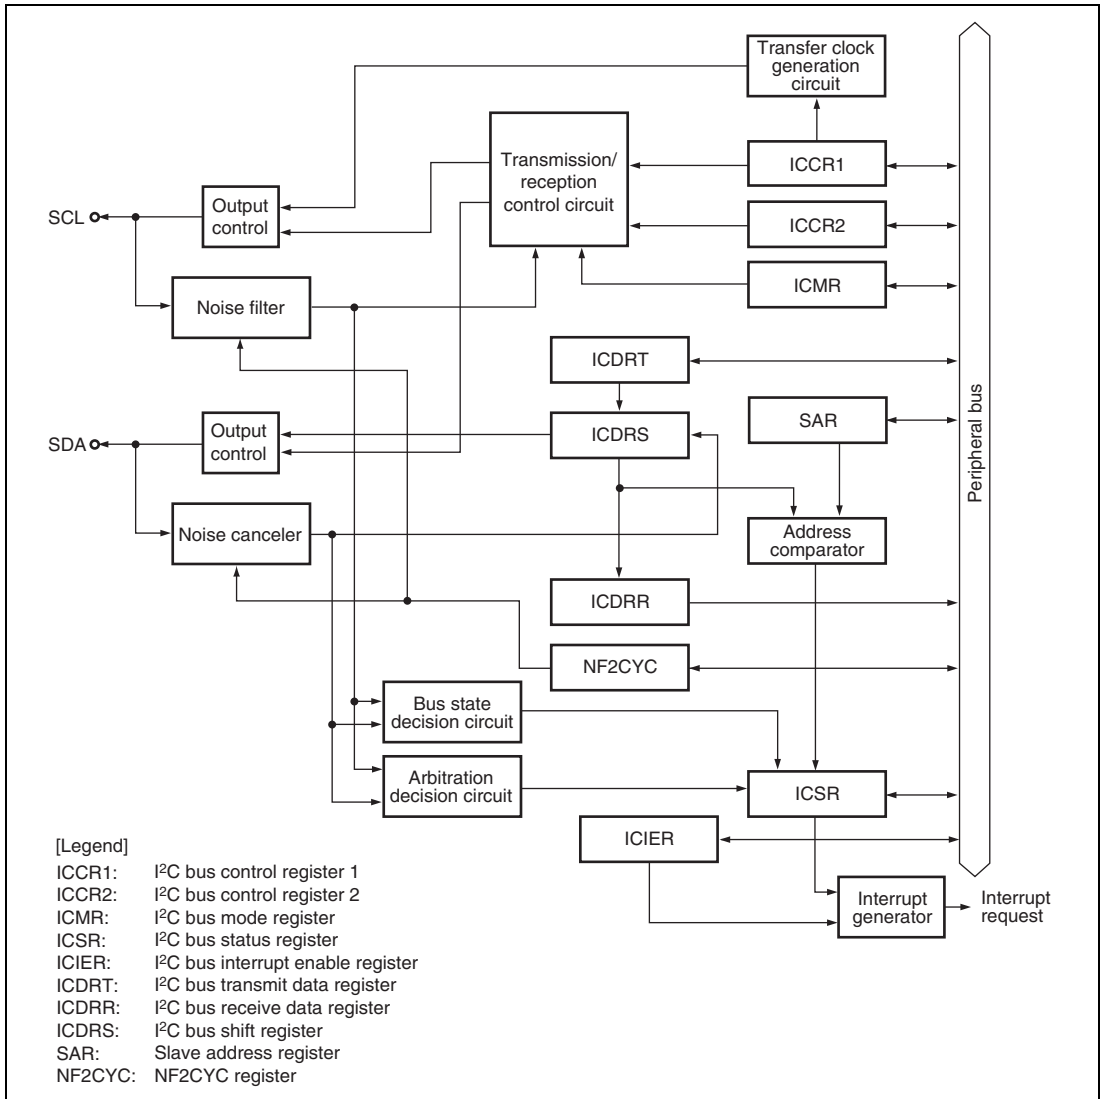 Transfer clock
generation
circuit
Transmission/
reception
control circuit
ICCR1
Output
control
SCL
ICCR2
ICMR
Noise filter
ICDRT
Peripheral bus
SAR
Output
control
SDA
ICDRS
Noise canceler
Address
comparator
ICDRR
NF2CYC
Bus state
decision circuit
Arbitration
decision circuit
ICSR
ICIER
Interrupt
generator
Interrupt
request
[Legend]
ICCR1: I²C bus control register 1
ICCR2: I²C bus control register 2
ICMR: I²C bus mode register
ICSR: I²C bus status register
ICIER: I²C bus interrupt enable register
ICDRT: I²C bus transmit data register
ICDRR: I²C bus receive data register
ICDRS: I²C bus shift register
SAR: Slave address register
NF2CYC: NF2CYC register